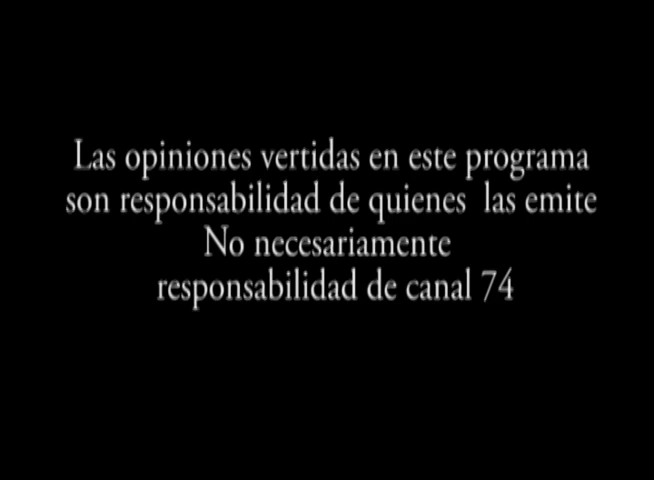 Las opiniones vertidas en este programa
son responsabilidad de quienes las emite
No necesariamente
responsabilidad de canal 74